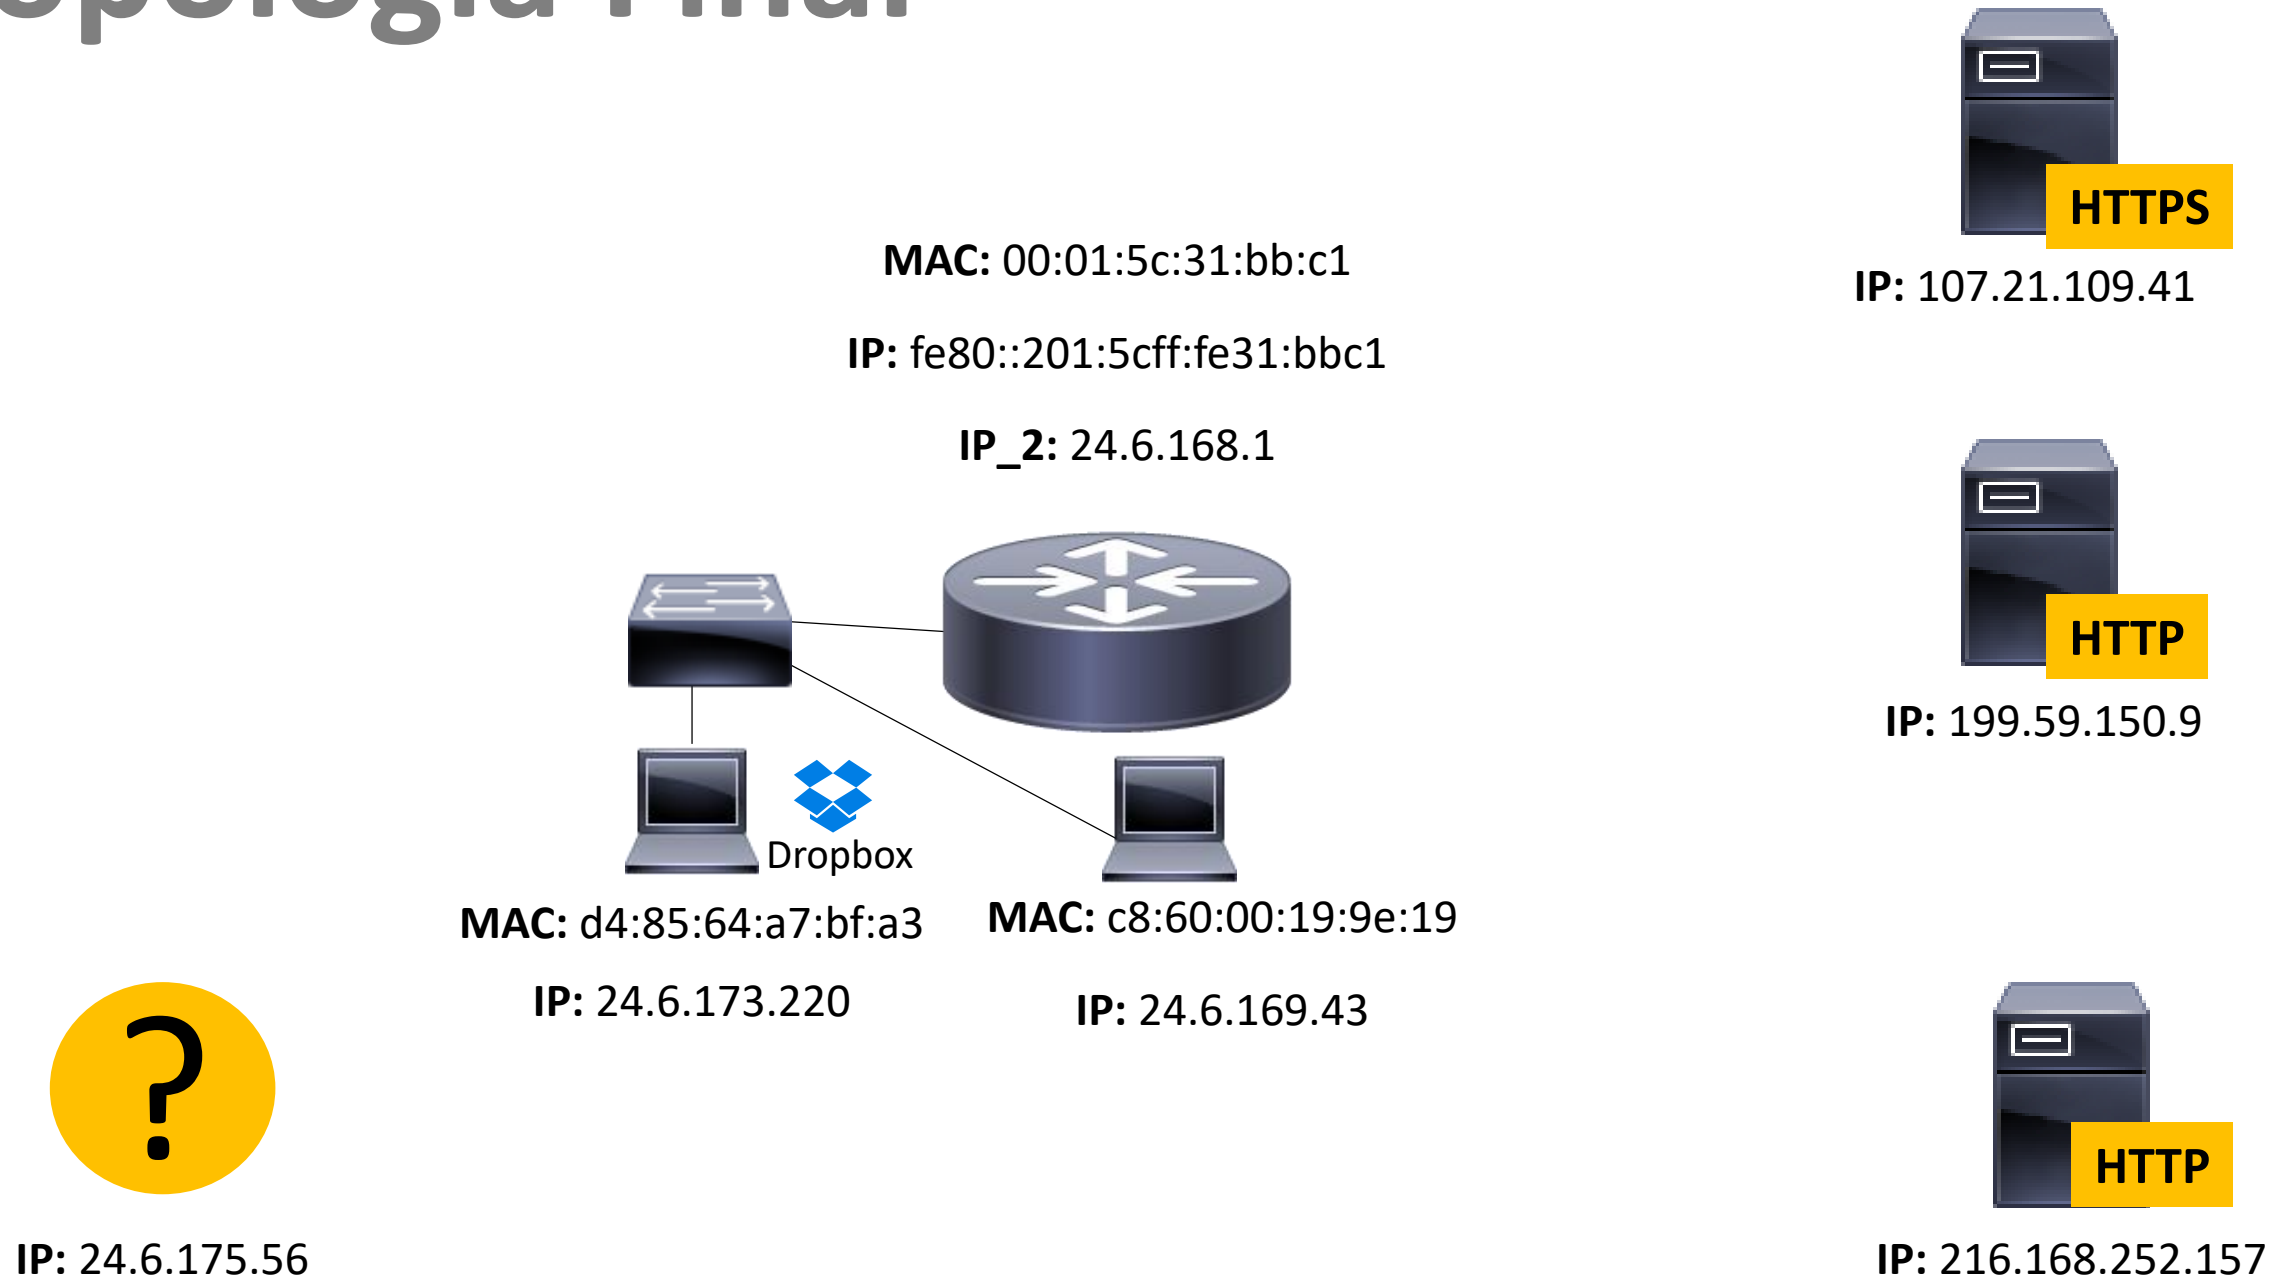 HTTPS
MAC: 00:01:5c:31:bb:c1
IP: 107.21.109.41
IP: fe80::201:5cff:fe31:bbc1
IP_2: 24.6.168.1
HTTP
IP: 199.59.150.9
Dropbox
MAC: d4:85:64:a7:bf:a3
MAC: c8:60:00:19:9e:19
IP: 24.6.173.220
IP: 24.6.169.43
?
HTTP
IP: 24.6.175.56
IP: 216.168.252.157